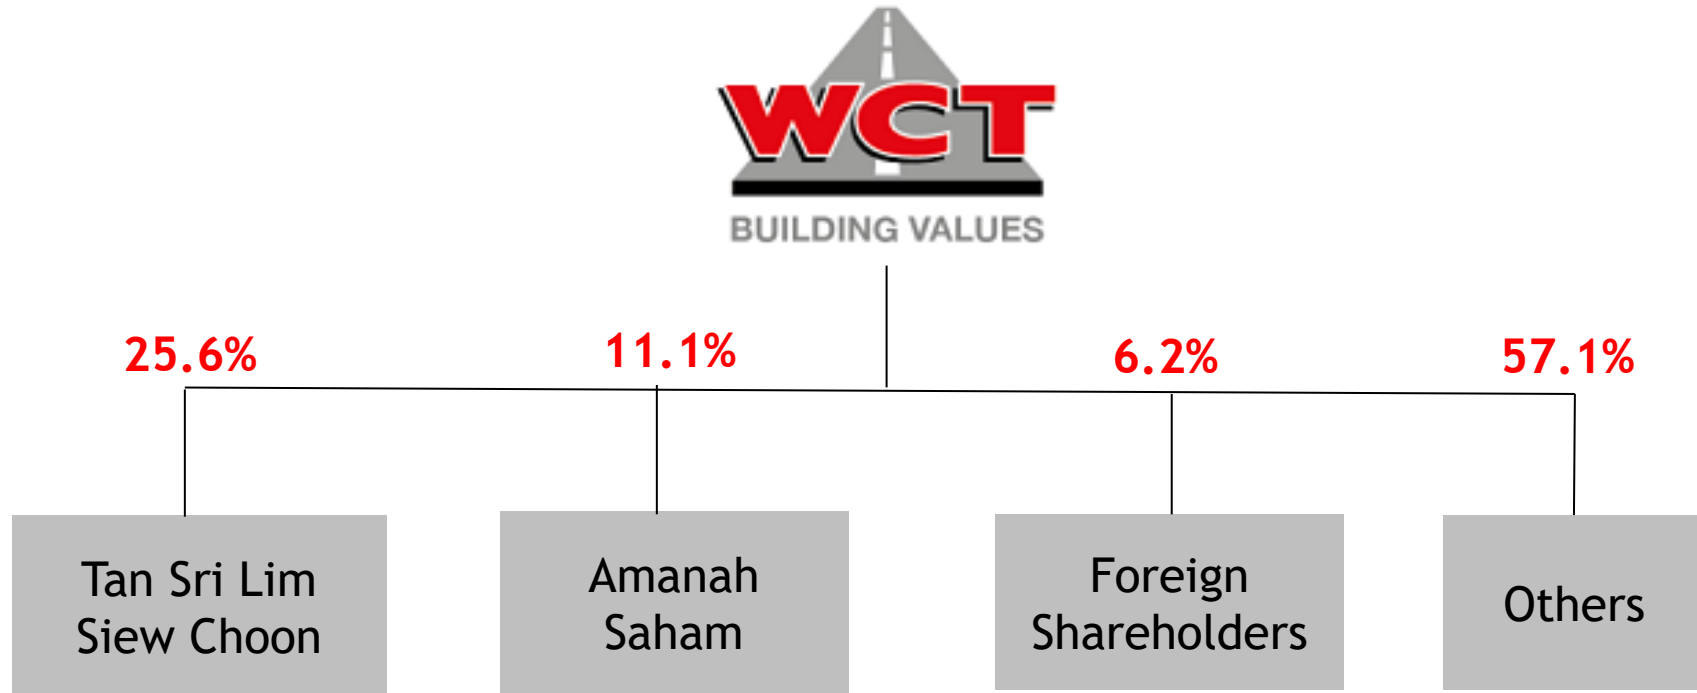 WCT
BUILDING VALUES
25.6%
11.1%
6.2%
57.1%
Tan Sri Lim
Siew Choon
Amanah
Saham
Foreign
Shareholders
Others